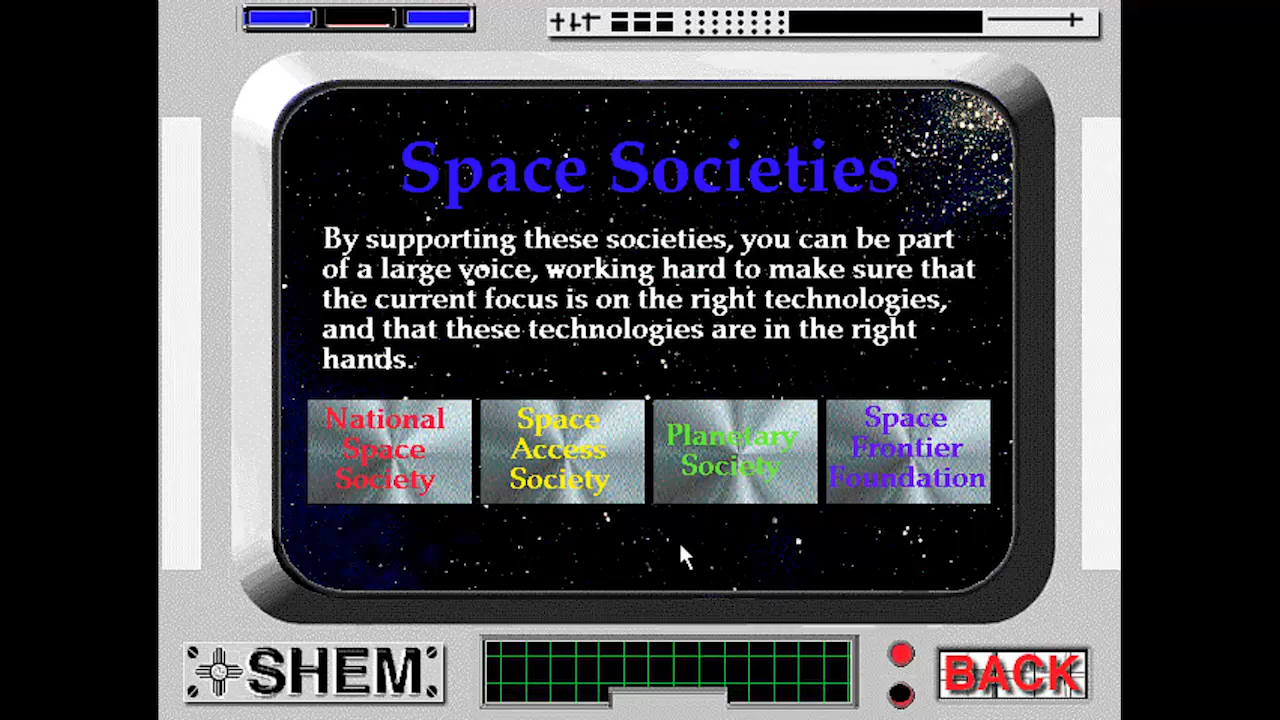 Space Societies
By supporting these societies, you can be part
of a large voice, working hard to make sure that
the current focus is on the right technologies,
and that these technologies are in the right
hands.
National
Space
Society
Space
Access
Society
Planetary
Society
Space
Frontier
Foundation
SHEM
BACK